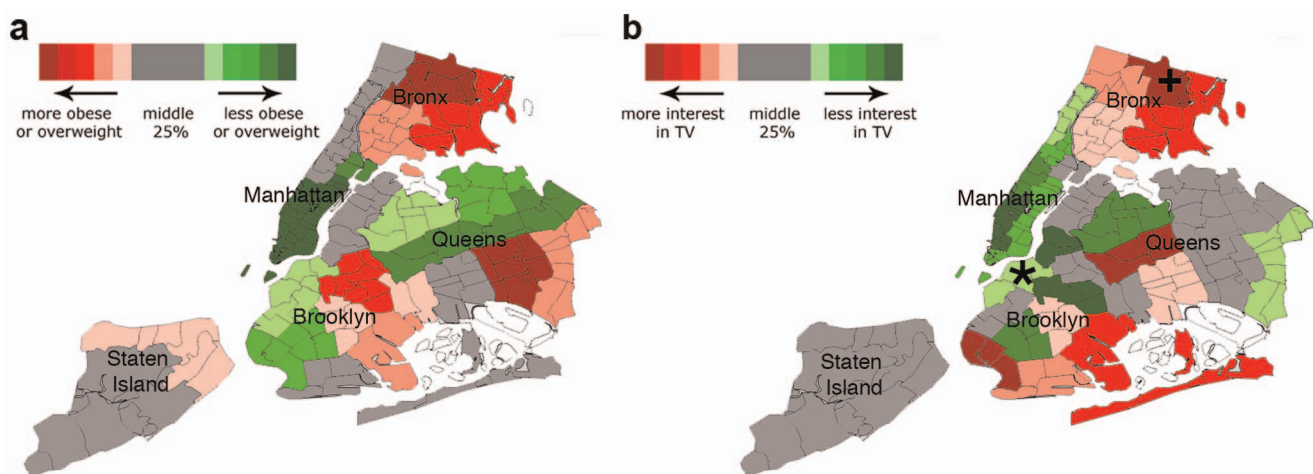 a
more obese
or overweight
middle
25%
less obese
or overweight
Bronx
Manhattan
Queens
Brooklyn
Staten
Island
b
more interest
in TV
middle
25%
less interest
in TV
+
Bronx
Manhattan
Queens
*
Brooklyn
Staten
Island